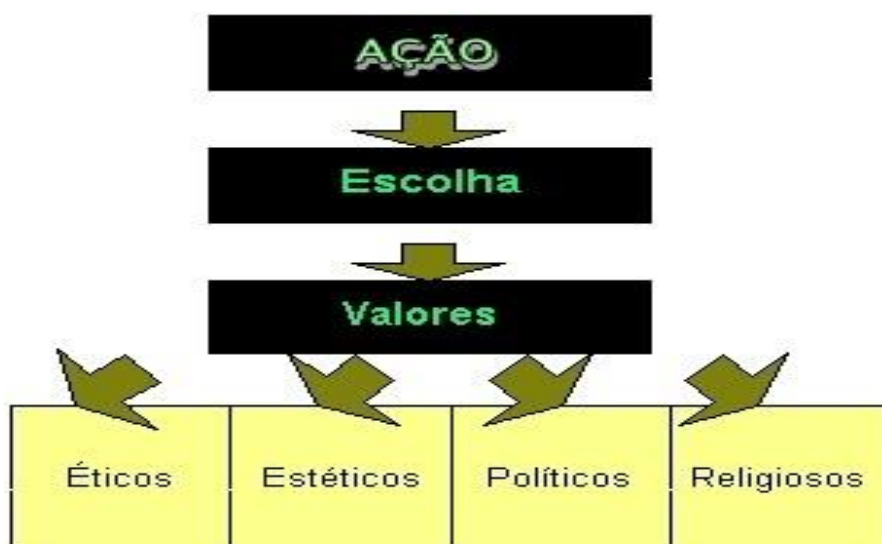 AÇÃO
Escolha
Valores
Éticos
Estéticos
Políticos
Religiosos